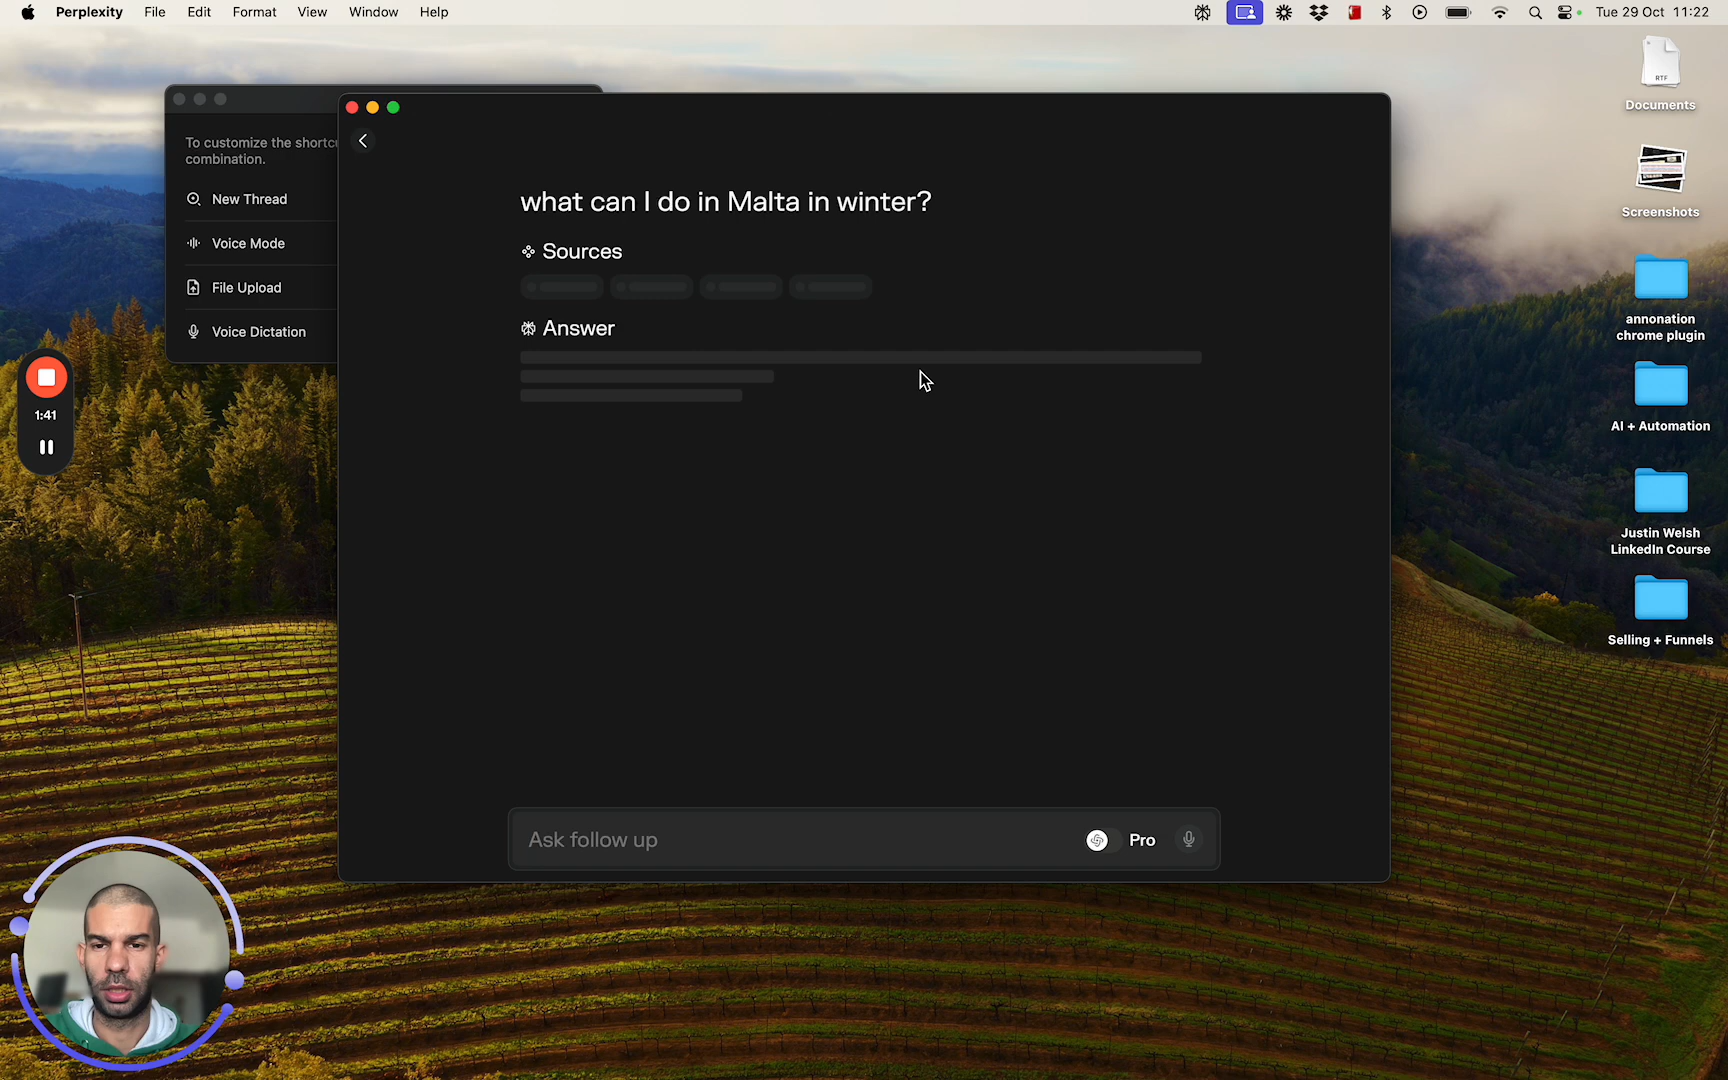 Perplexity File Edit Format View Window Help
Tue 29 Oct 11:22
To customize the shortcu
combination.
New Thread
Voice Mode
File Upload
Voice Dictation
1:41
what can I do in Malta in winter?
Sources
Answer
Ask follow up
Pro
RTF
Documents
Screenshots
annonation
chrome plugin
AI + Automation
Justin Welsh
LinkedIn Course
Selling + Funnels